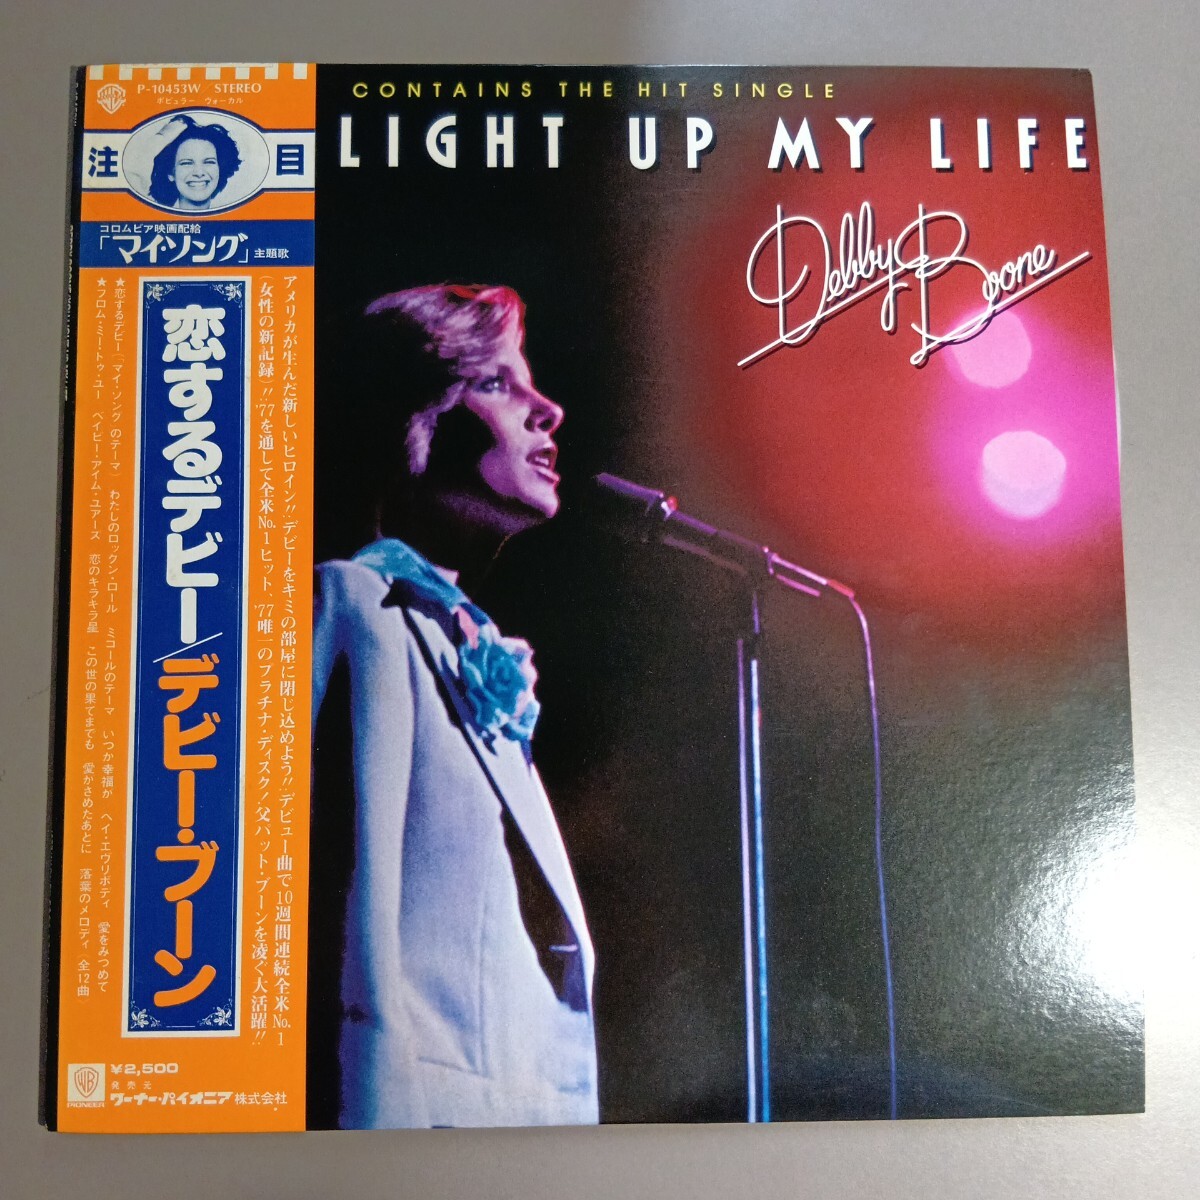 P-10453W / STEREO
ポピュラー ウォーカル
注 目
コロムビア映画配給
「マイ・ソング」主題歌
アメリカが生んだ新しいヒロイン!!デビーをキミの部屋に閉じ込めよう!!デビュー曲で10週間連続全米No.1
(女性の新記録)!!'77を通して全米No.1ヒット、'77唯一のプラチナ・ディスク/父パット・ブーンを凌ぐ大活躍!!
恋するデビー/デビー・ブーン
★恋するデビー(「マイ・ソング」のテーマ) わたしのロックン・ロール ミコールのテーマ いつか幸福が ヘイ・エヴリボディ 愛をみつめて
★フロム・ミー・トゥ・ユー ベイビー・アイム・ユアーズ 恋のキラキラ星 この世の果てまでも 愛がさめたあとに 落葉のメロディ (全12曲)
WB
PIONEER
¥2,500
発売元
ワーナー・パイオニア株式会社
CONTAINS THE HIT SINGLE
LIGHT UP MY LIFE
Debby Boone